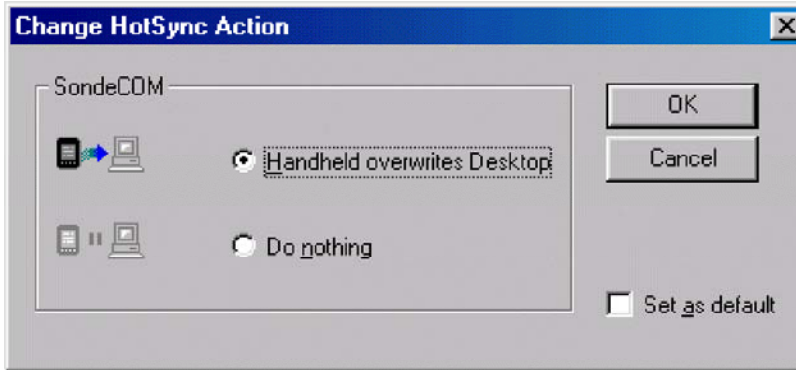 Change HotSync Action
SondeCOM
Handheld overwrites Desktop
Do nothing
OK
Cancel
Set as default